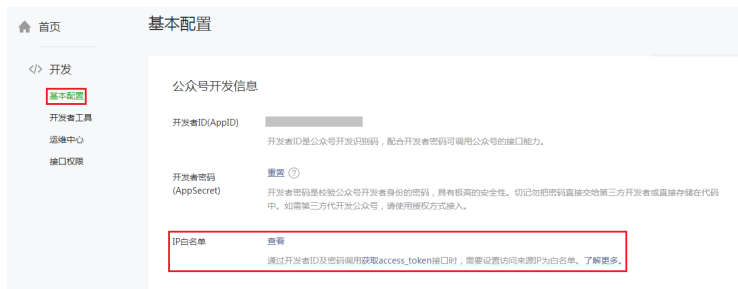 首页
基本配置
</> 开发
基本配置
公众号开发信息
开发者工具
开发者ID(AppID)
运维中心
开发者ID是公众号开发识别码，配合开发者密码可调用公众号的接口能力。
接口权限
开发者密码
(AppSecret)
重置 ?
开发者密码是校验公众号开发者身份的密码，具有极高的安全性。切记勿把密码直接交给第三方开发者或直接存储在代码
中。如需第三方代开发公众号，请使用授权方式接入。
IP白名单
查看
通过开发者ID及密码调用获取access_token接口时，需要设置访问来源IP为白名单。了解更多。